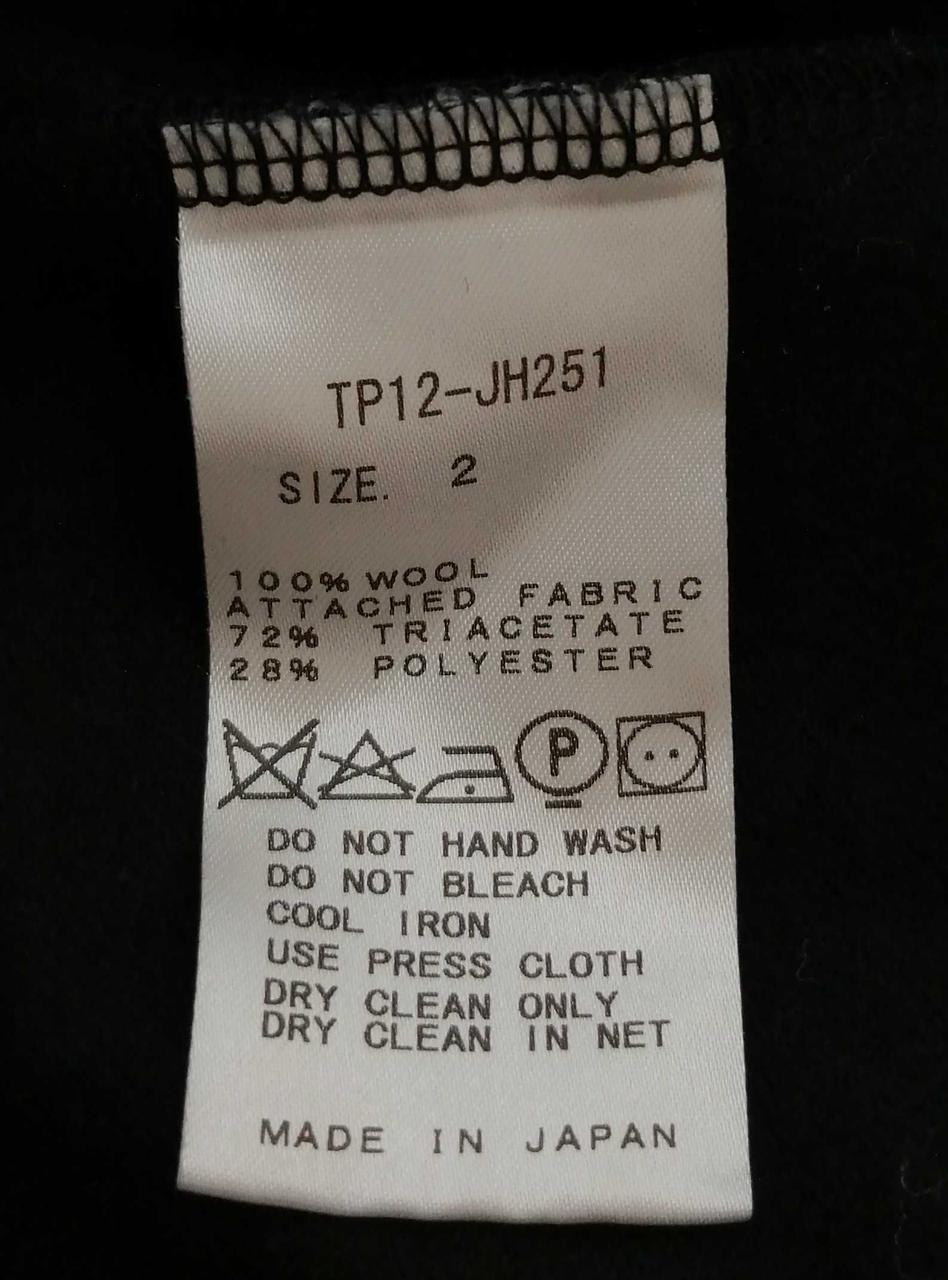 TP12-JH251
SIZE. 2
100% WOOL
ATTACHED FABRIC
72% TRIACETATE
28% POLYESTER
P
DO NOT HAND WASH
DO NOT BLEACH
COOL IRON
USE PRESS CLOTH
DRY CLEAN ONLY
DRY CLEAN IN NET
MADE IN JAPAN